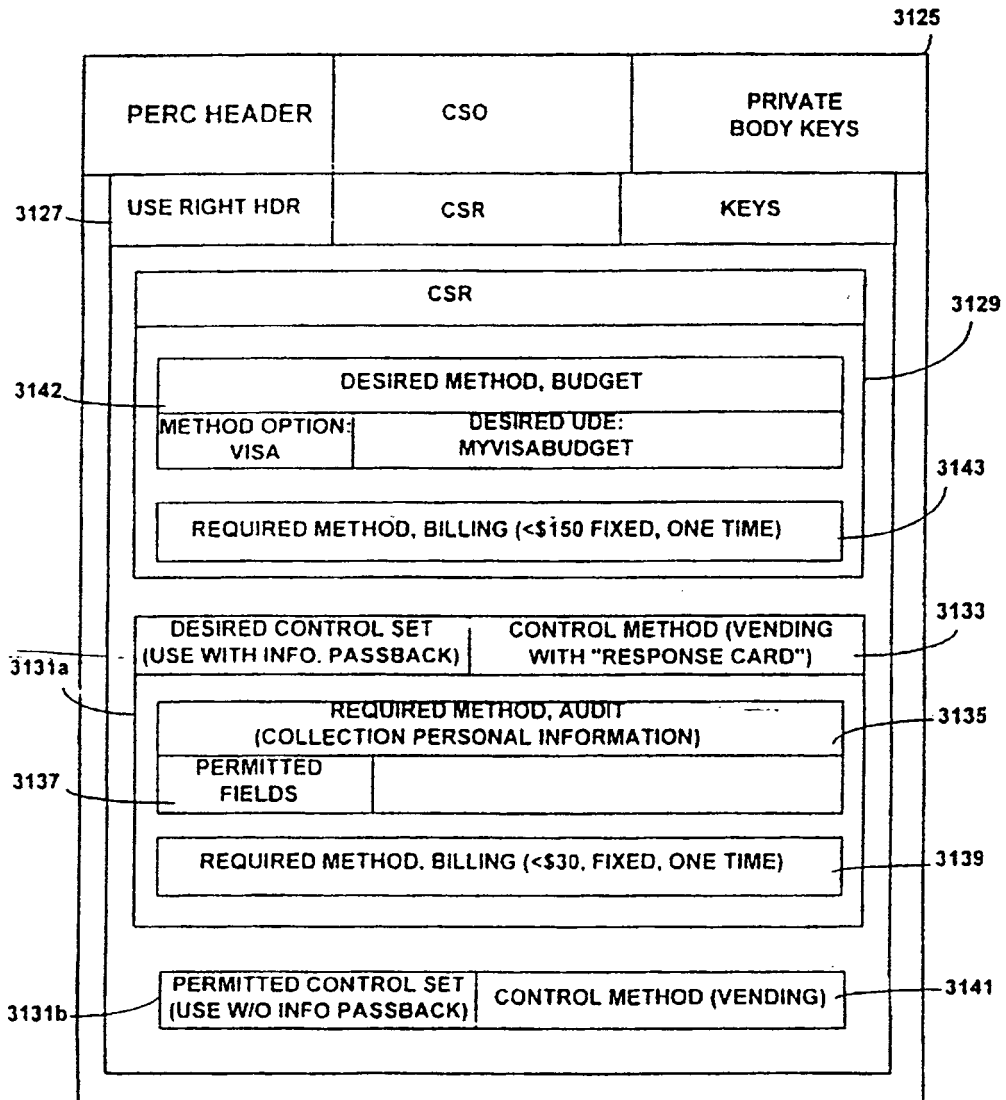 3125
PERC HEADER
CSO
PRIVATE
BODY KEYS
3127
USE RIGHT HDR
CSR
KEYS
CSR
3129
3142
DESIRED METHOD, BUDGET
METHOD OPTION:
VISA
DESIRED UDE:
MYVISABUDGET
3143
REQUIRED METHOD, BILLING (<$150 FIXED, ONE TIME)
3133
DESIRED CONTROL SET
(USE WITH INFO. PASSBACK)
CONTROL METHOD (VENDING
WITH "RESPONSE CARD")
3131a
REQUIRED METHOD, AUDIT
(COLLECTION PERSONAL INFORMATION)
3135
3137
PERMITTED
FIELDS
REQUIRED METHOD. BILLING (<$30, FIXED, ONE TIME)
3139
3131b
PERMITTED CONTROL SET
(USE W/O INFO PASSBACK)
CONTROL METHOD (VENDING)
3141